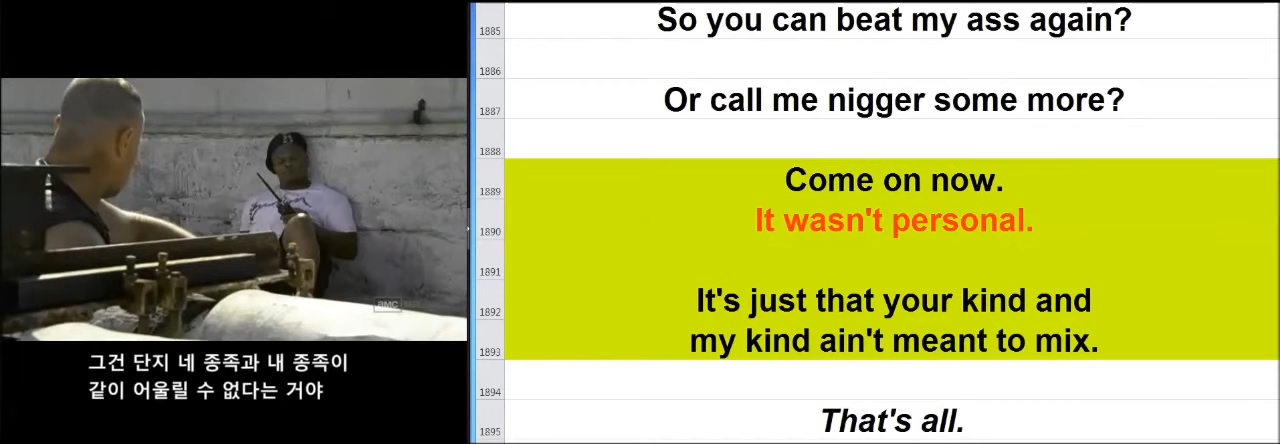 그건 단지 네 종족과 내 종족이
같이 어울릴 수 없다는 거야
AMC
1885
So you can beat my ass again?
1886
1887
Or call me nigger some more?
1888
1889
Come on now.
1890
It wasn't personal.
1891
1892
It's just that your kind and
1893
my kind ain't meant to mix.
1894
1895
That's all.